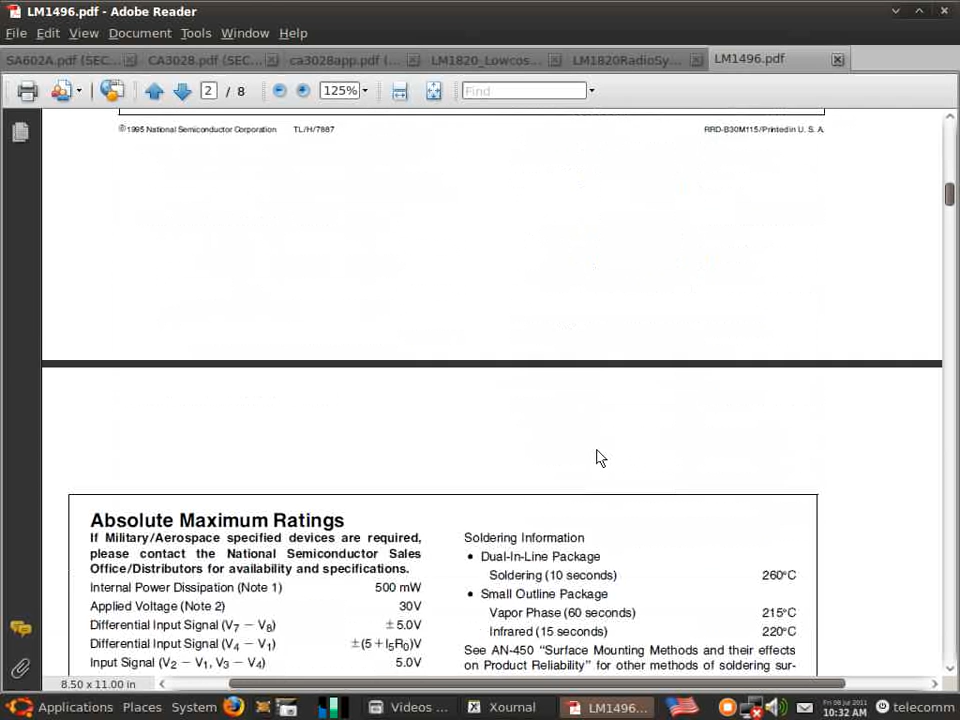 LM1496.pdf - Adobe Reader
File Edit View Document Tools Window Help
SA602A.pdf (SEC... CA3028.pdf (SEC... ca3028app.pdf (... LM1820_Lowcos... LM1820RadioSy... LM1496.pdf
2 / 8 125% Find
©1995 National Semiconductor Corporation TL/H/7887 RRD-B30M115/Printed in U. S. A.
Absolute Maximum Ratings
If Military/Aerospace specified devices are required,
please contact the National Semiconductor Sales
Office/Distributors for availability and specifications.
Internal Power Dissipation (Note 1) 500 mW
Applied Voltage (Note 2) 30V
Differential Input Signal (V7 − V8) ±5.0V
Differential Input Signal (V4 − V1) ±(5+I5R0)V
Input Signal (V2 − V1, V3 − V4) 5.0V
Soldering Information
• Dual-In-Line Package
Soldering (10 seconds) 260°C
• Small Outline Package
Vapor Phase (60 seconds) 215°C
Infrared (15 seconds) 220°C
See AN-450 "Surface Mounting Methods and their effects
on Product Reliability" for other methods of soldering sur-
8.50 x 11.00 in
Applications Places System Videos ... Xournal LM1496... Fri 08 Jul 2011 10:32 AM telecomm